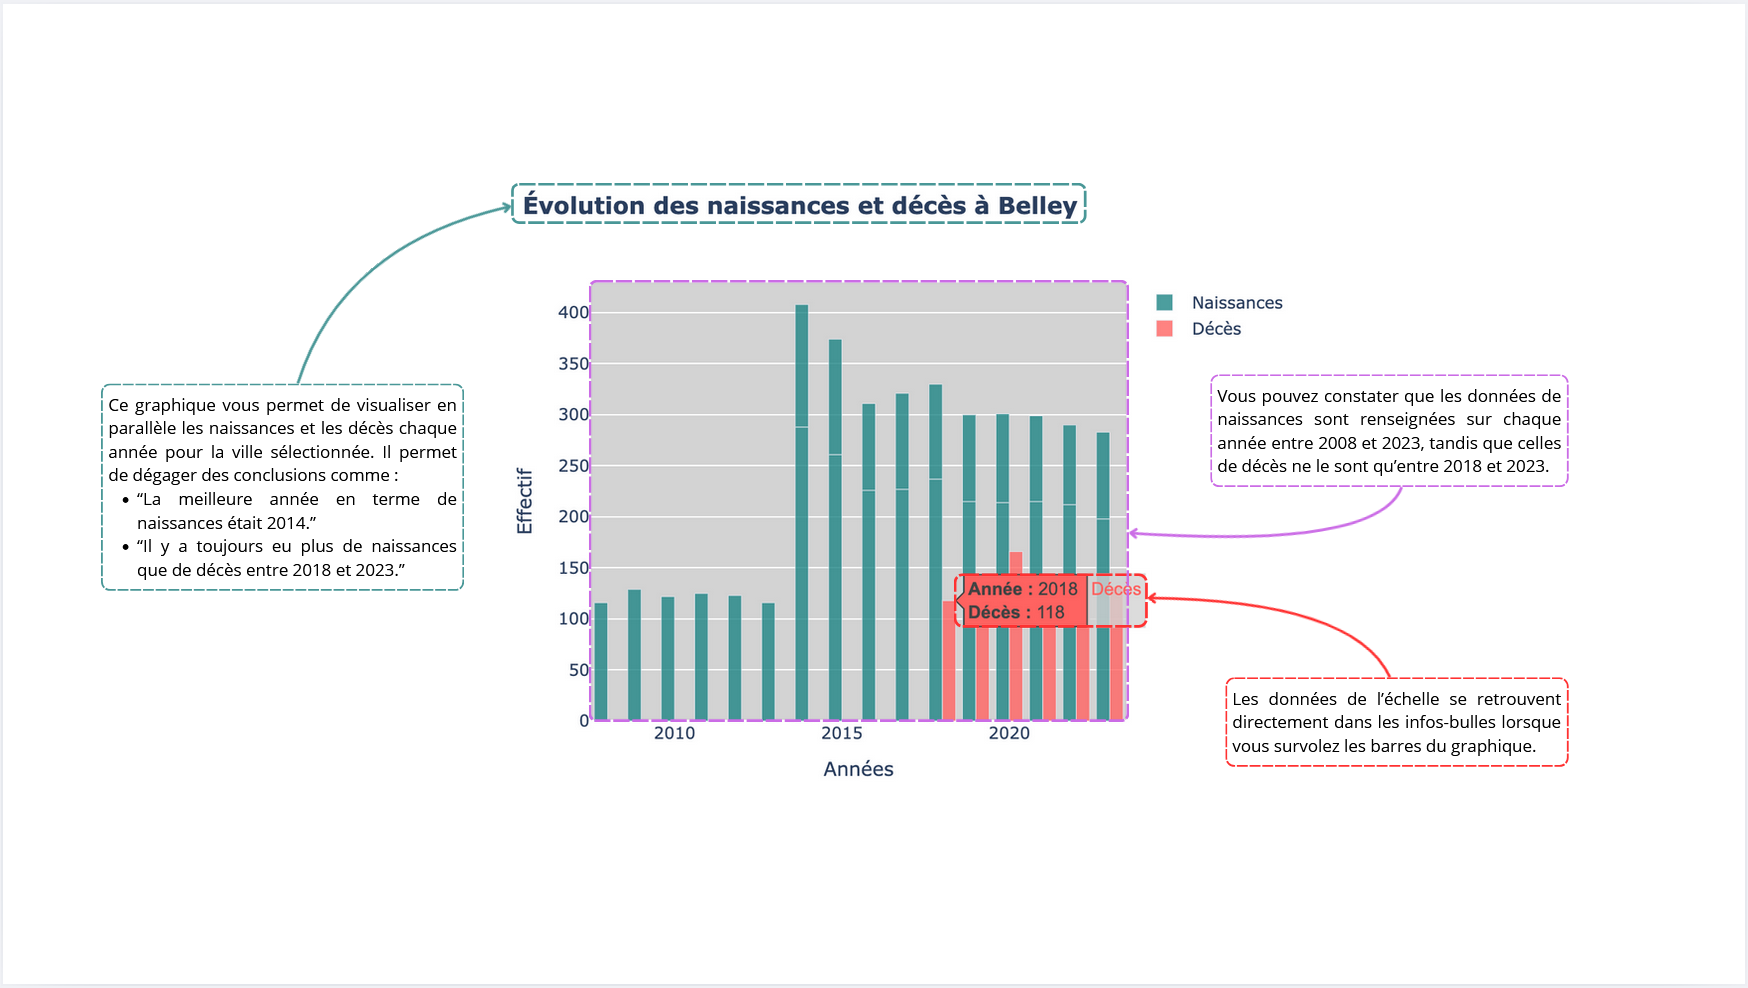 Évolution des naissances et décès à Belley
Ce graphique vous permet de visualiser en
parallèle les naissances et les décès chaque
année pour la ville sélectionnée. Il permet
de dégager des conclusions comme :
• “La meilleure année en terme de
naissances était 2014.”
• “Il y a toujours eu plus de naissances
que de décès entre 2018 et 2023.”
Effectif
400
350
300
250
200
150
100
50
0
2010 2015 2020
Années
Année : 2018
Décès : 118
Décès
Naissances
Décès
Vous pouvez constater que les données de
naissances sont renseignées sur chaque
année entre 2008 et 2023, tandis que celles
de décès ne le sont qu’entre 2018 et 2023.
Les données de l’échelle se retrouvent
directement dans les infos-bulles lorsque
vous survolez les barres du graphique.